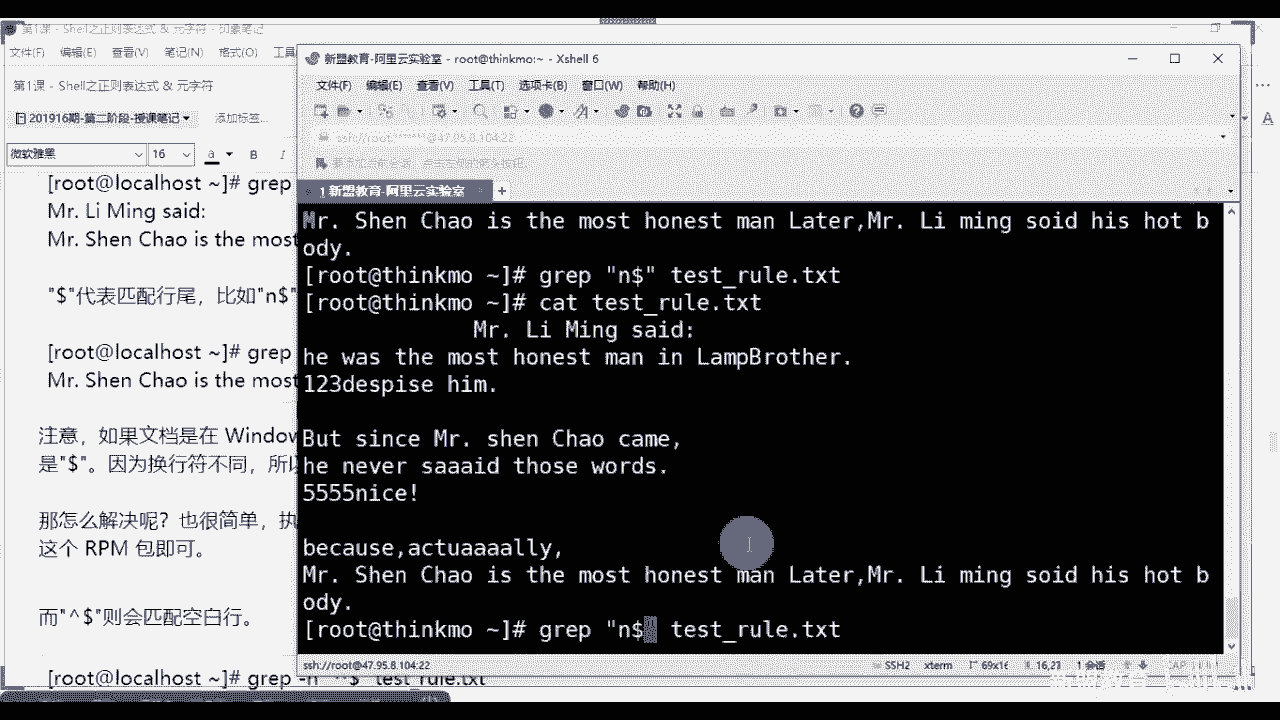 第1课 - Shell之正则表达式 & 元字符 - 印象笔记
文件(F) 编辑(E) 查看(V) 笔记(N) 格式(O) 工具
第1课 - Shell之正则表达式 & 元字符
201916期-第二阶段-授课笔记 添加标签...
微软雅黑 16 a B I
[root@localhost ~]# grep
Mr. Li Ming said:
Mr. Shen Chao is the most
"$"代表匹配行尾，比如"n$"
[root@localhost ~]# grep
Mr. Shen Chao is the most
注意，如果文档是在 Window
是"$"。因为换行符不同，所以
那怎么解决呢？也很简单，执
这个 RPM 包即可。
而"^$"则会匹配空白行。
[root@localhost ~]# grep -n "^$" test_rule.txt
新盟教育-阿里云实验室 - root@thinkmo:~ - Xshell 6
文件(F) 编辑(E) 查看(V) 工具(T) 选项卡(B) 窗口(W) 帮助(H)
ssh://root:******@47.95.8.104:22
1 新盟教育-阿里云实验室
Mr. Shen Chao is the most honest man Later,Mr. Li ming soid his hot b
ody.
[root@thinkmo ~]# grep "n$" test_rule.txt
[root@thinkmo ~]# cat test_rule.txt
Mr. Li Ming said:
he was the most honest man in LampBrother.
123despise him.
But since Mr. shen Chao came,
he never saaaid those words.
5555nice!
because,actuaaaally,
Mr. Shen Chao is the most honest man Later,Mr. Li ming soid his hot b
ody.
[root@thinkmo ~]# grep "n$" test_rule.txt
ssh://root@47.95.8.104:22 SSH2 xterm 69x16 16,23 1 会话